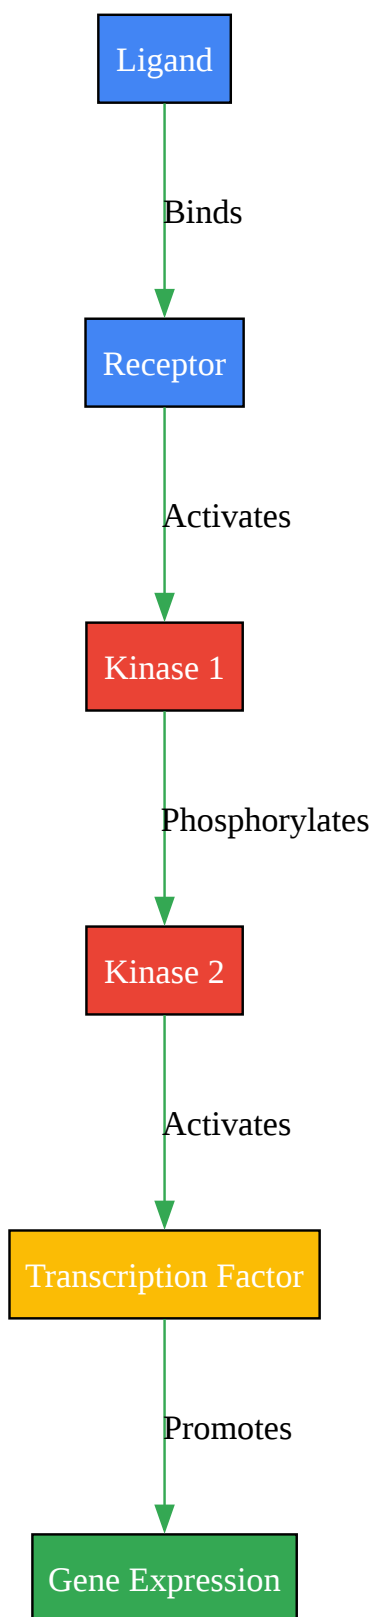 Ligand
Binds
Receptor
Activates
Kinase 1
Phosphorylates
Kinase 2
Activates
Transcription Factor
Promotes
Gene Expression